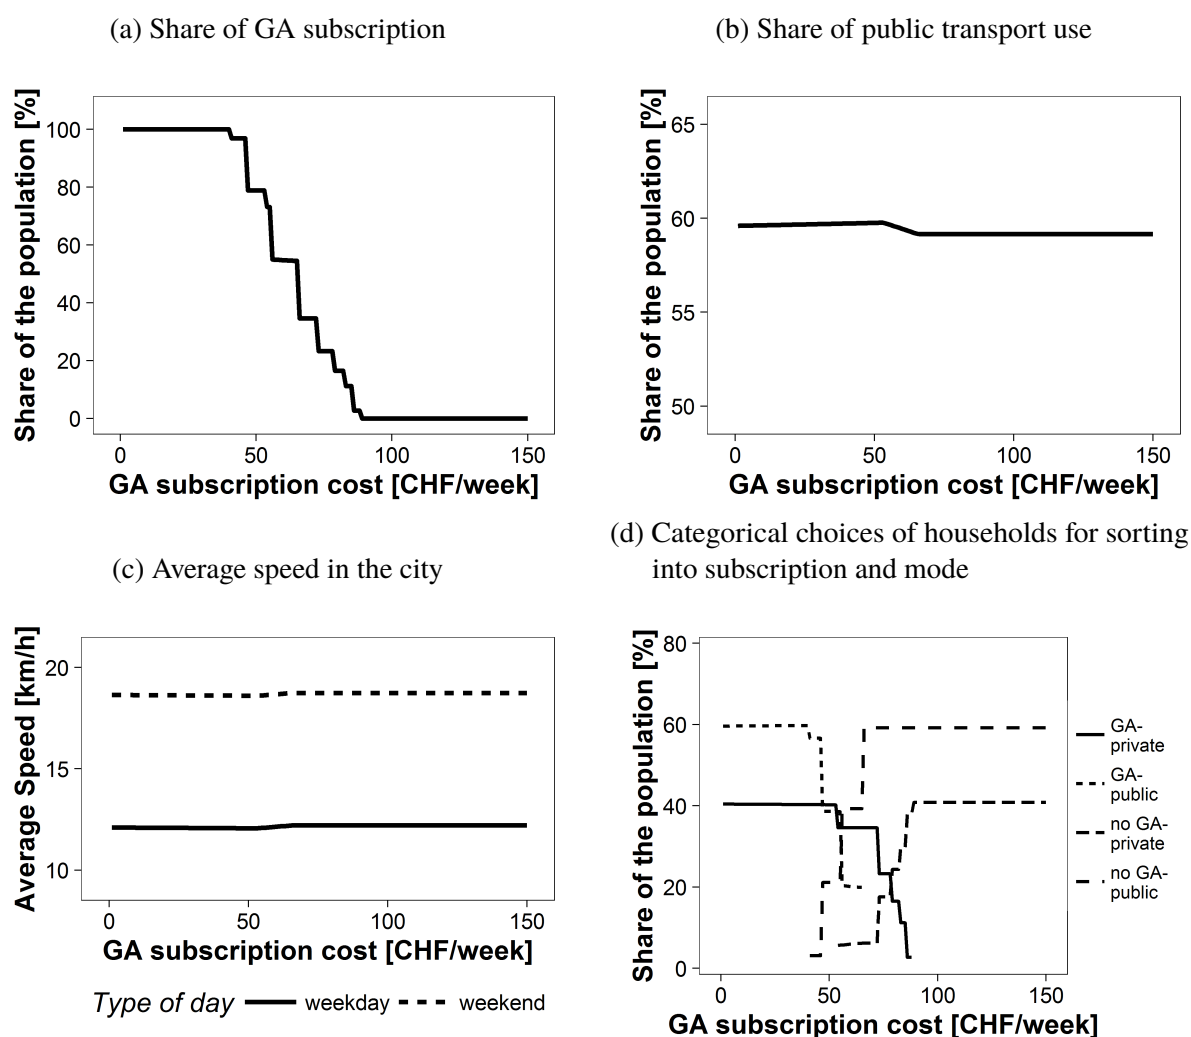 (a) Share of GA subscription
(b) Share of public transport use
Share of the population [%]
100
80
60
40
20
0
0 50 100 150
GA subscription cost [CHF/week]
Share of the population [%]
65
60
55
50
0 50 100 150
GA subscription cost [CHF/week]
(c) Average speed in the city
(d) Categorical choices of households for sorting
into subscription and mode
Average Speed [km/h]
20
15
10
0 50 100 150
GA subscription cost [CHF/week]
Type of day weekday weekend
Share of the population [%]
80
60
40
20
0
0 50 100 150
GA subscription cost [CHF/week]
GA-
private
GA-
public
no GA-
private
no GA-
public